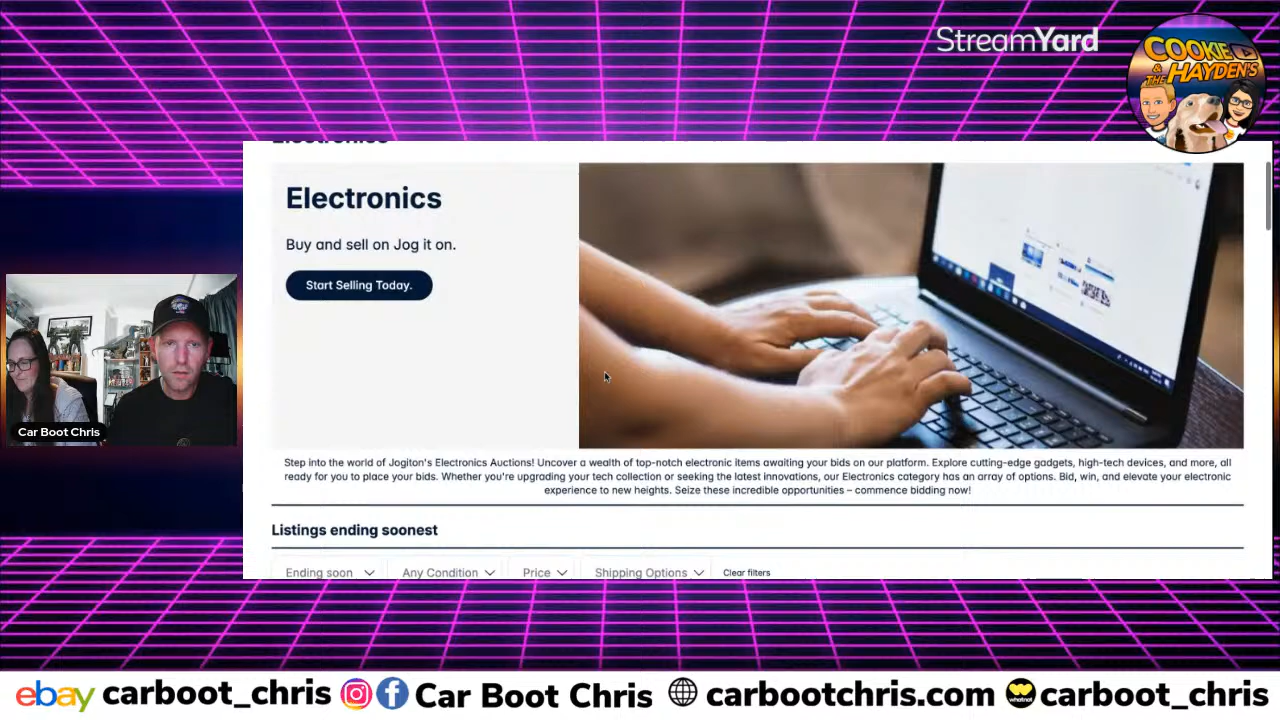 StreamYard
COOKIE
& THE HAYDEN'S
Electronics
Electronics
Buy and sell on Jog it on.
Start Selling Today.
Step into the world of Jogiton's Electronics Auctions! Uncover a wealth of top-notch electronic items awaiting your bids on our platform. Explore cutting-edge gadgets, high-tech devices, and more, all
ready for you to place your bids. Whether you're upgrading your tech collection or seeking the latest innovations, our Electronics category has an array of options. Bid, win, and elevate your electronic
experience to new heights. Seize these incredible opportunities – commence bidding now!
Listings ending soonest
Ending soon Any Condition Price Shipping Options Clear filters
Car Boot Chris
ebay carboot_chris Car Boot Chris carbootchris.com whatnot carboot_chris